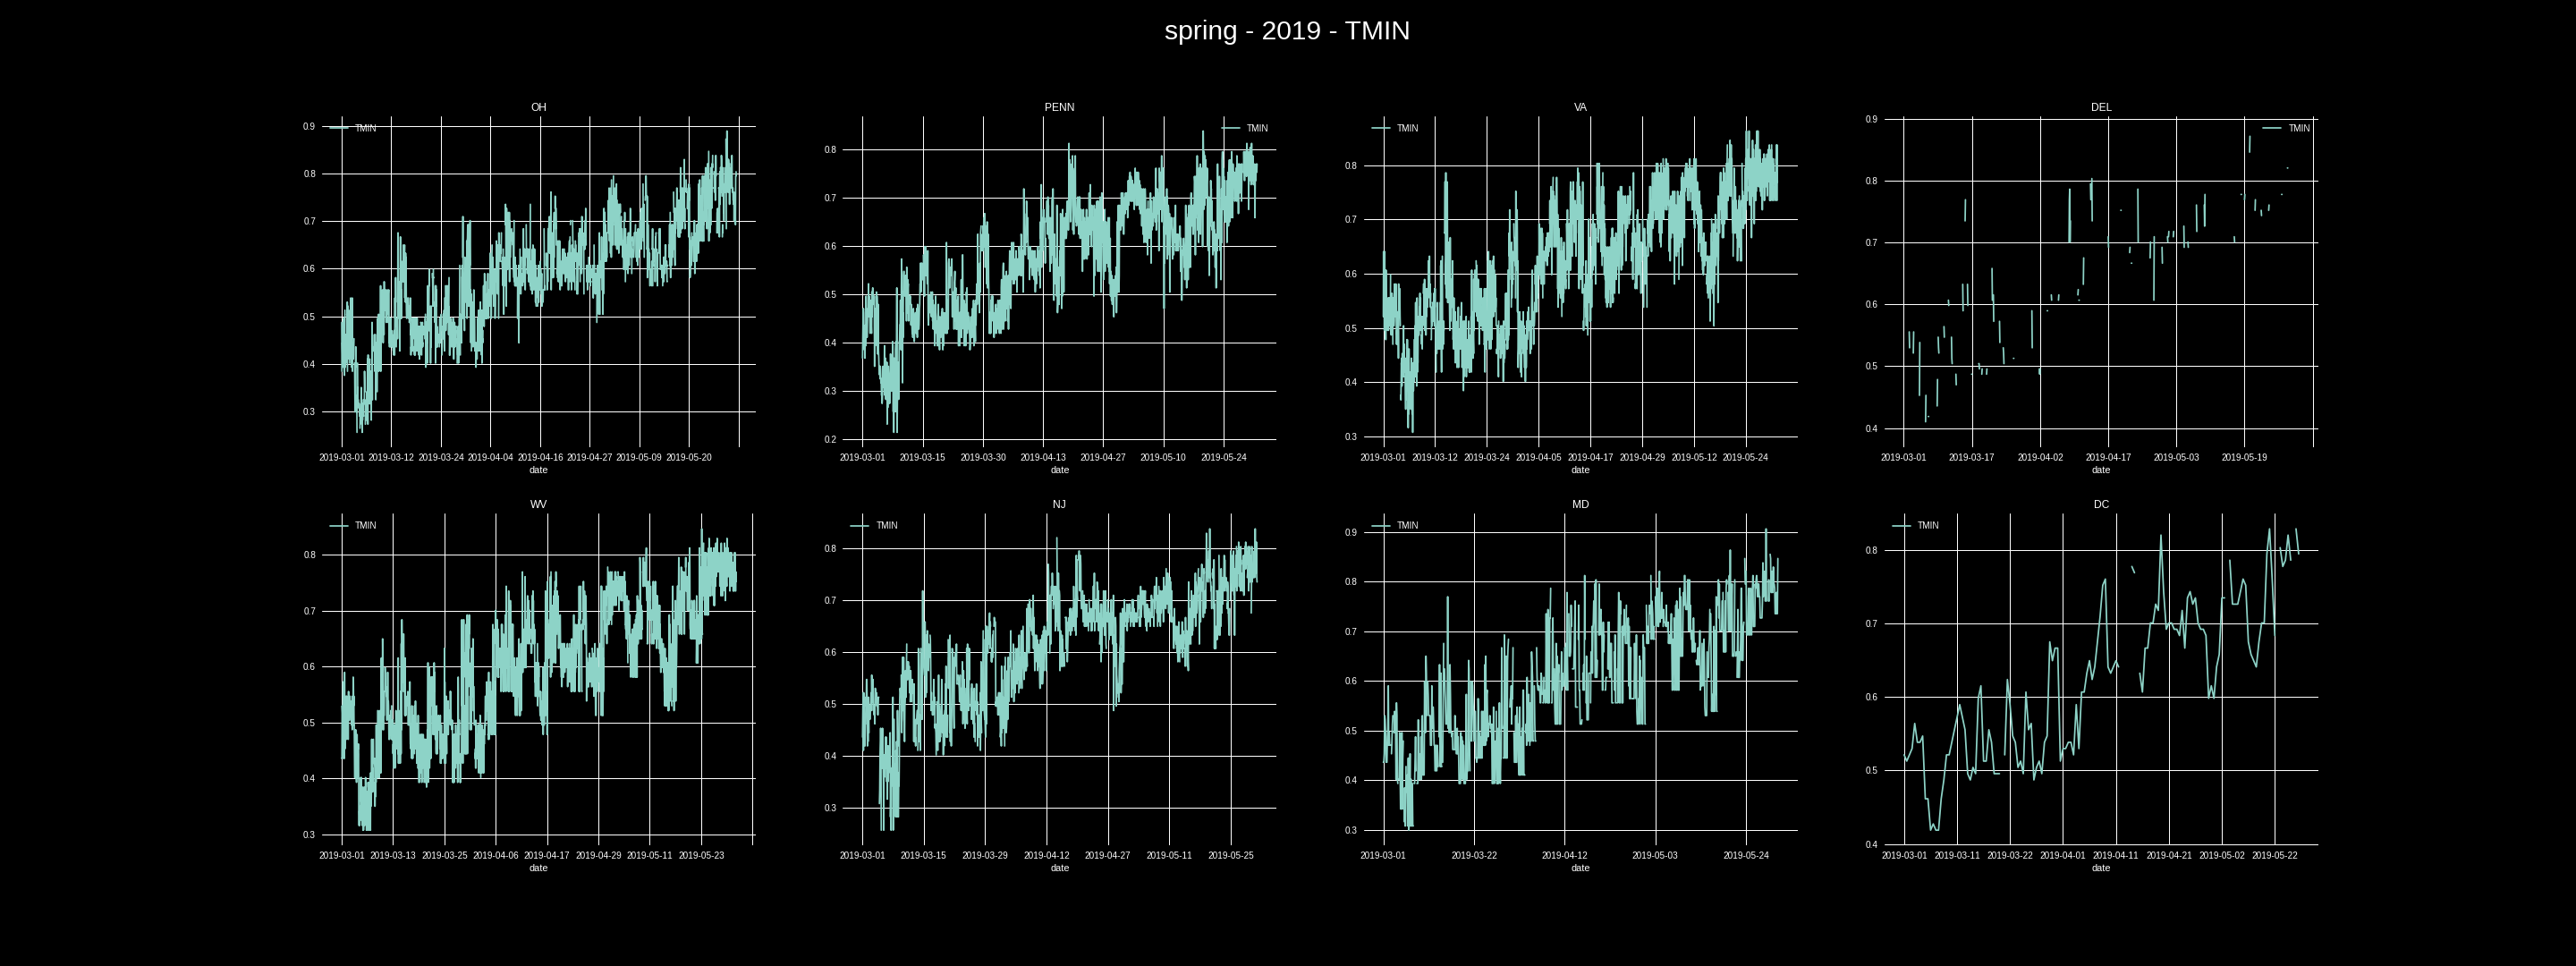 spring - 2019 - TMIN
OH
TMIN
0.9
0.8
0.7
0.6
0.5
0.4
0.3
2019-03-01 2019-03-12 2019-03-24 2019-04-04 2019-04-16 2019-04-27 2019-05-09 2019-05-20
date
PENN
TMIN
0.8
0.7
0.6
0.5
0.4
0.3
0.2
2019-03-01 2019-03-15 2019-03-30 2019-04-13 2019-04-27 2019-05-10 2019-05-24
date
VA
TMIN
0.8
0.7
0.6
0.5
0.4
0.3
2019-03-01 2019-03-12 2019-03-24 2019-04-05 2019-04-17 2019-04-29 2019-05-12 2019-05-24
date
DEL
TMIN
0.9
0.8
0.7
0.6
0.5
0.4
2019-03-01 2019-03-17 2019-04-02 2019-04-17 2019-05-03 2019-05-19
date
WV
TMIN
0.8
0.7
0.6
0.5
0.4
0.3
2019-03-01 2019-03-13 2019-03-25 2019-04-06 2019-04-17 2019-04-29 2019-05-11 2019-05-23
date
NJ
TMIN
0.8
0.7
0.6
0.5
0.4
0.3
2019-03-01 2019-03-15 2019-03-29 2019-04-12 2019-04-27 2019-05-11 2019-05-25
date
MD
TMIN
0.9
0.8
0.7
0.6
0.5
0.4
0.3
2019-03-01 2019-03-22 2019-04-12 2019-05-03 2019-05-24
date
DC
TMIN
0.8
0.7
0.6
0.5
0.4
2019-03-01 2019-03-11 2019-03-22 2019-04-01 2019-04-11 2019-04-21 2019-05-02 2019-05-22
date